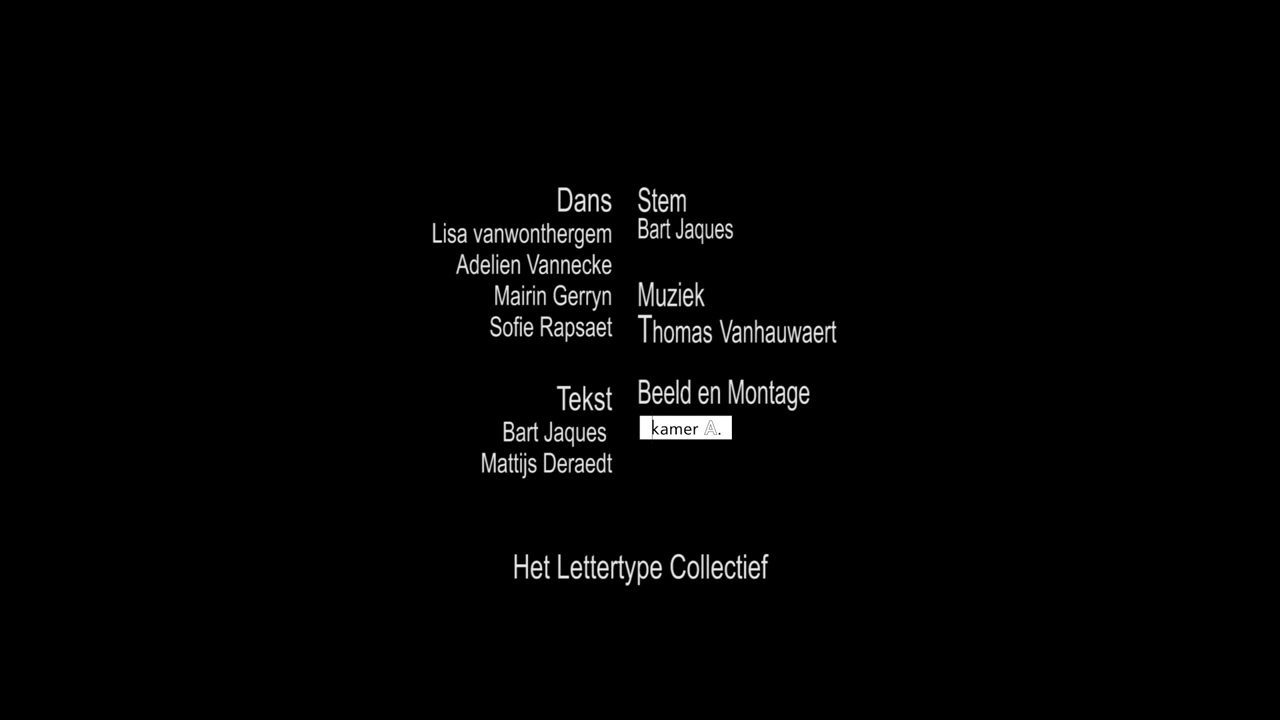 Dans
Lisa vanwonthergem
Adelien Vannecke
Mairin Gerryn
Sofie Rapsaet
Tekst
Bart Jaques
Mattijs Deraedt
Stem
Bart Jaques
Muziek
Thomas Vanhauwaert
Beeld en Montage
kamer A.
Het Lettertype Collectief